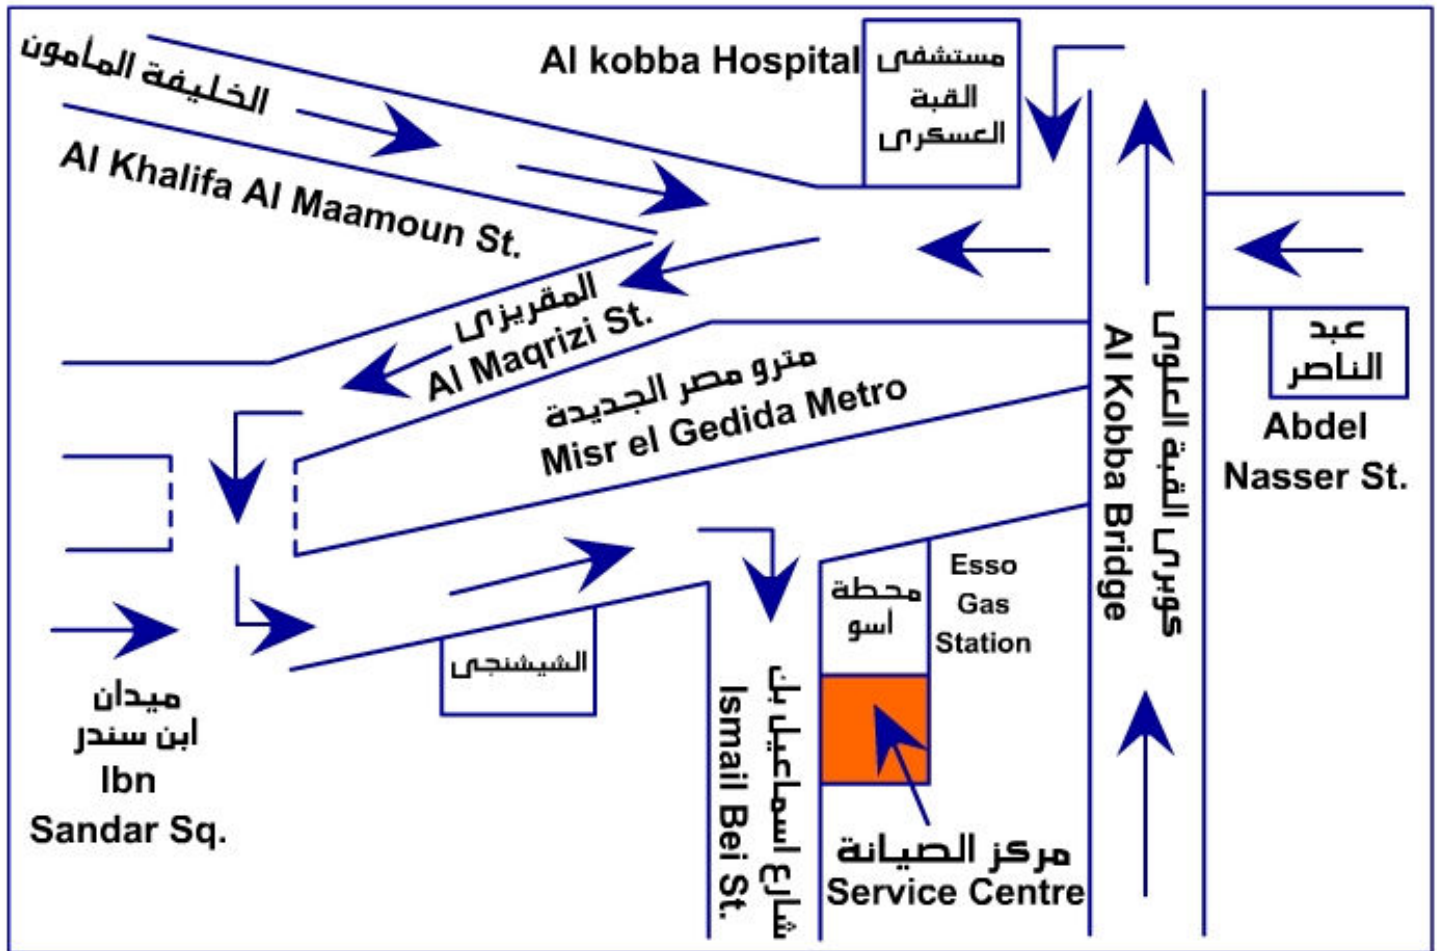 الخليفة المأمون
Al Khalifa Al Maamoun St.
Al kobba Hospital
مستشفى
القبة
العسكرى
المقريزى
Al Maqrizi St.
مترو مصر الجديدة
Misr el Gedida Metro
Al Kobba Bridge
كوبرى القبة العلوى
عبد
الناصر
Abdel
Nasser St.
محطة
أسو
Esso
Gas
Station
الشيشنجى
ميدان
ابن سندر
Ibn
Sandar Sq.
Ismail Bei St.
شارع اسماعيل بك
مركز الصيانة
Service Centre